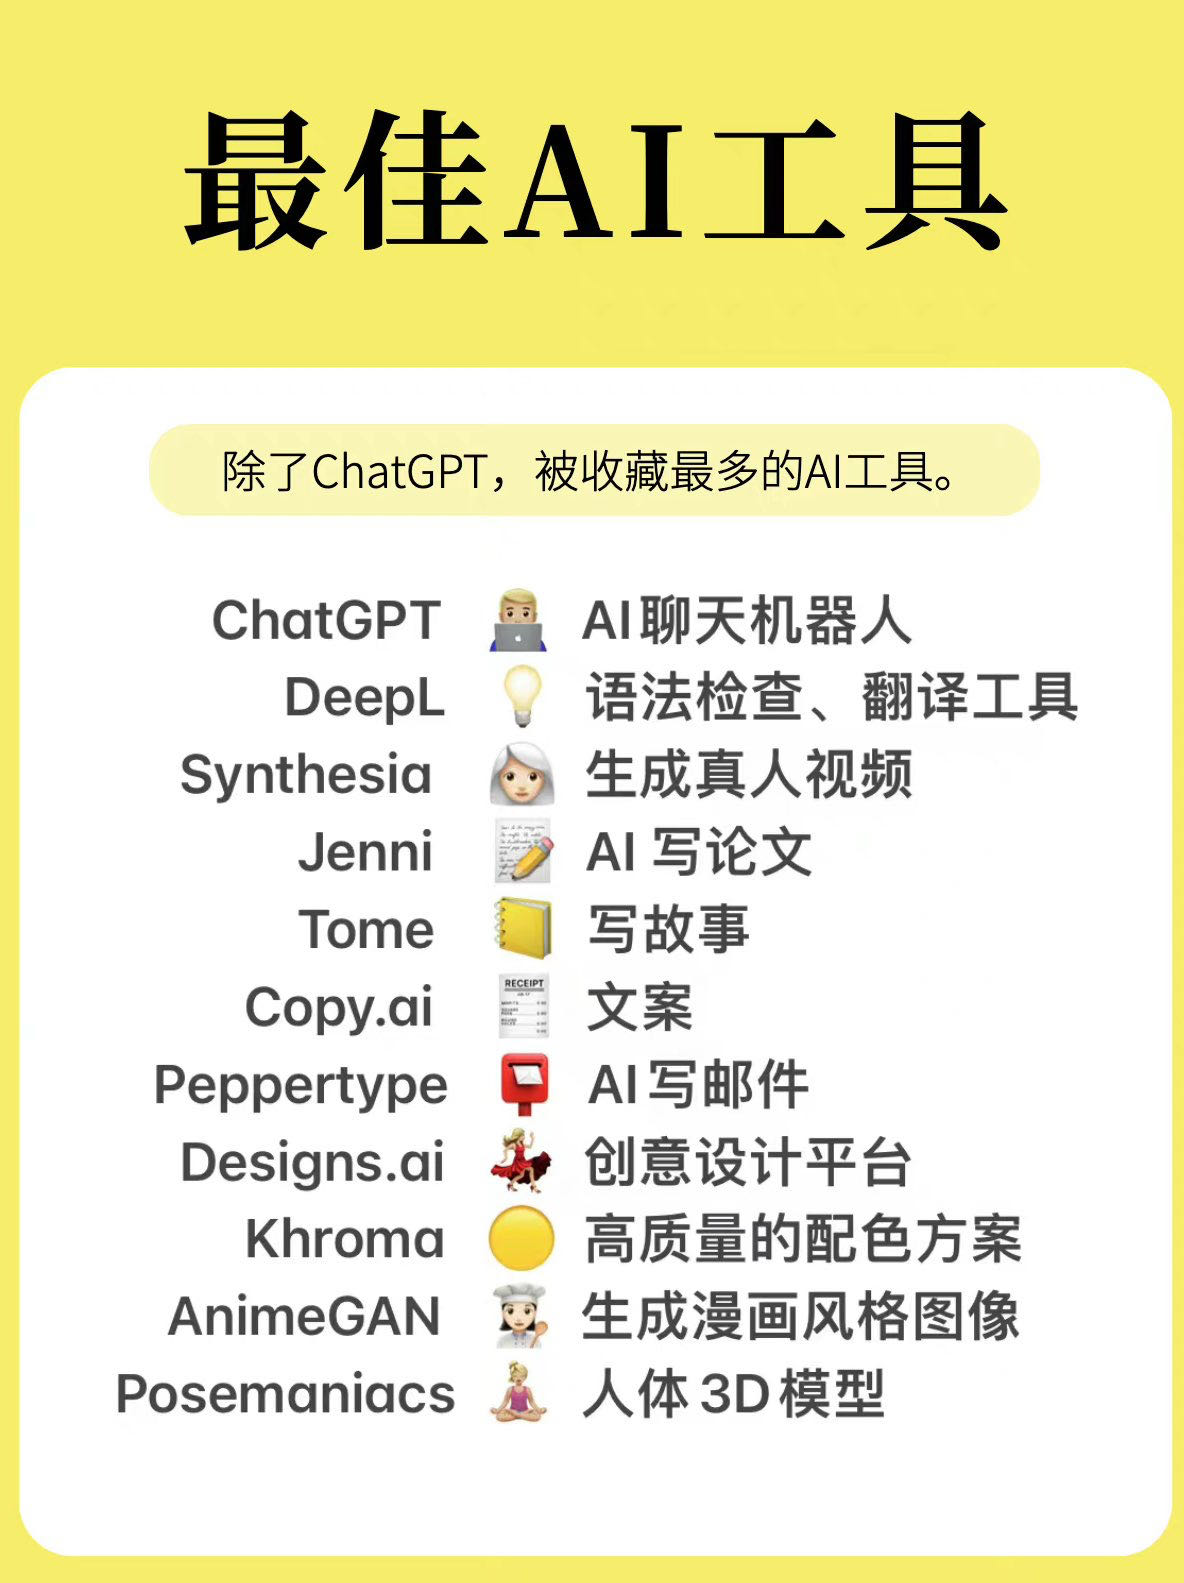 最佳AI工具
除了ChatGPT，被收藏最多的AI工具。
ChatGPT AI聊天机器人
DeepL 语法检查、翻译工具
Synthesia 生成真人视频
Jenni AI 写论文
Tome 写故事
Copy.ai RECEIPT 文案
Peppertype AI写邮件
Designs.ai 创意设计平台
Khroma 高质量的配色方案
AnimeGAN 生成漫画风格图像
Posemaniacs 人体3D模型